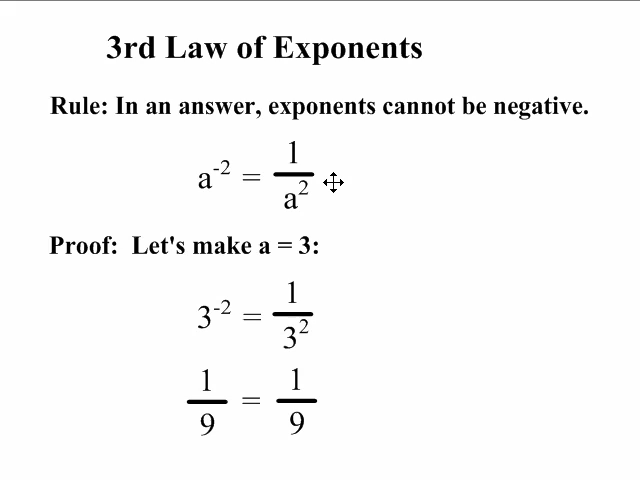 3rd Law of Exponents
Rule: In an answer, exponents cannot be negative.
a⁻² = 1/a²
Proof:  Let's make a = 3:
3⁻² = 1/3²
1/9 = 1/9